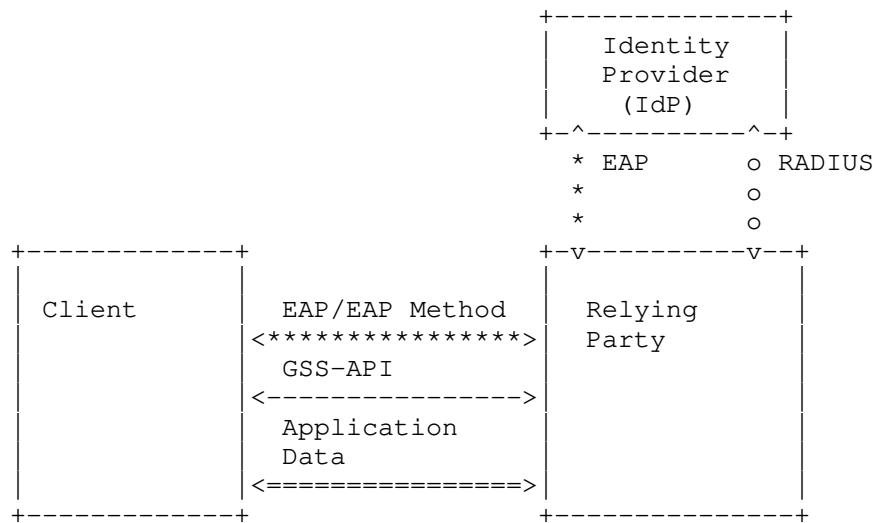 Identity
Provider
(IdP)
EAP RADIUS
Client EAP/EAP Method Relying
Party
GSS-API
Application
Data